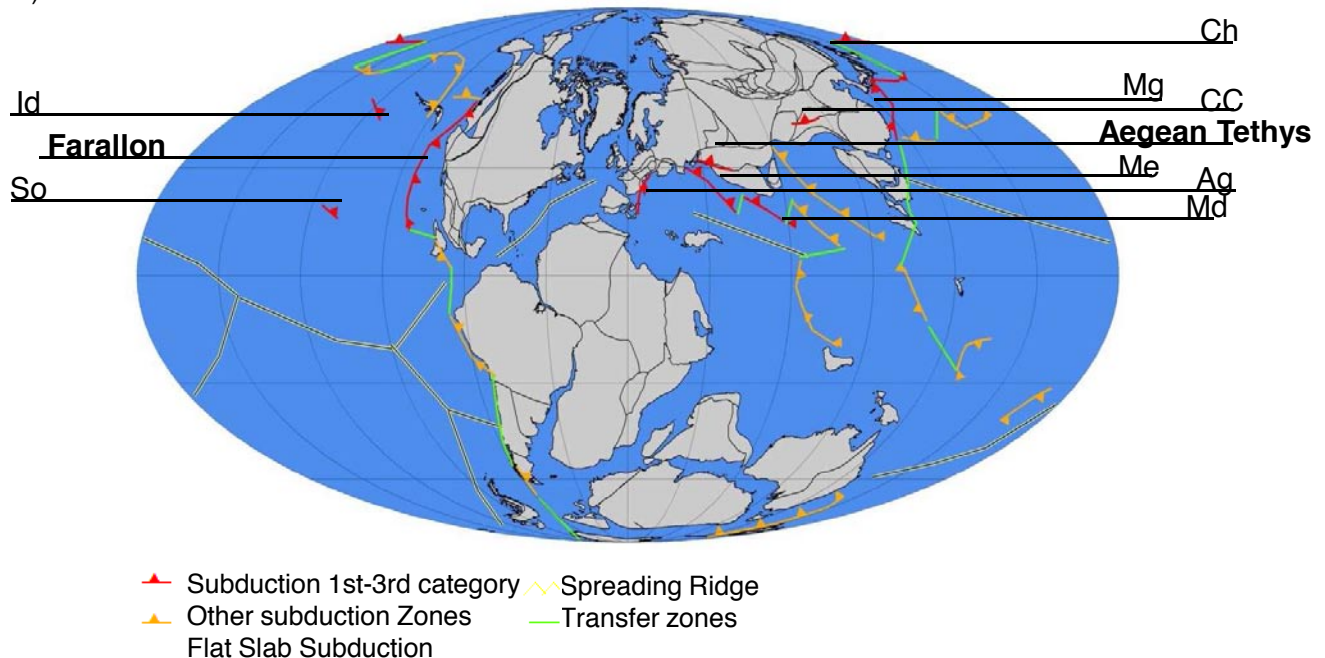 )
Ch
Id
Mg
CC
Farallon
Aegean Tethys
Me
So
Ag
Md
Subduction 1st-3rd category
Spreading Ridge
Other subduction Zones
Transfer zones
Flat Slab Subduction